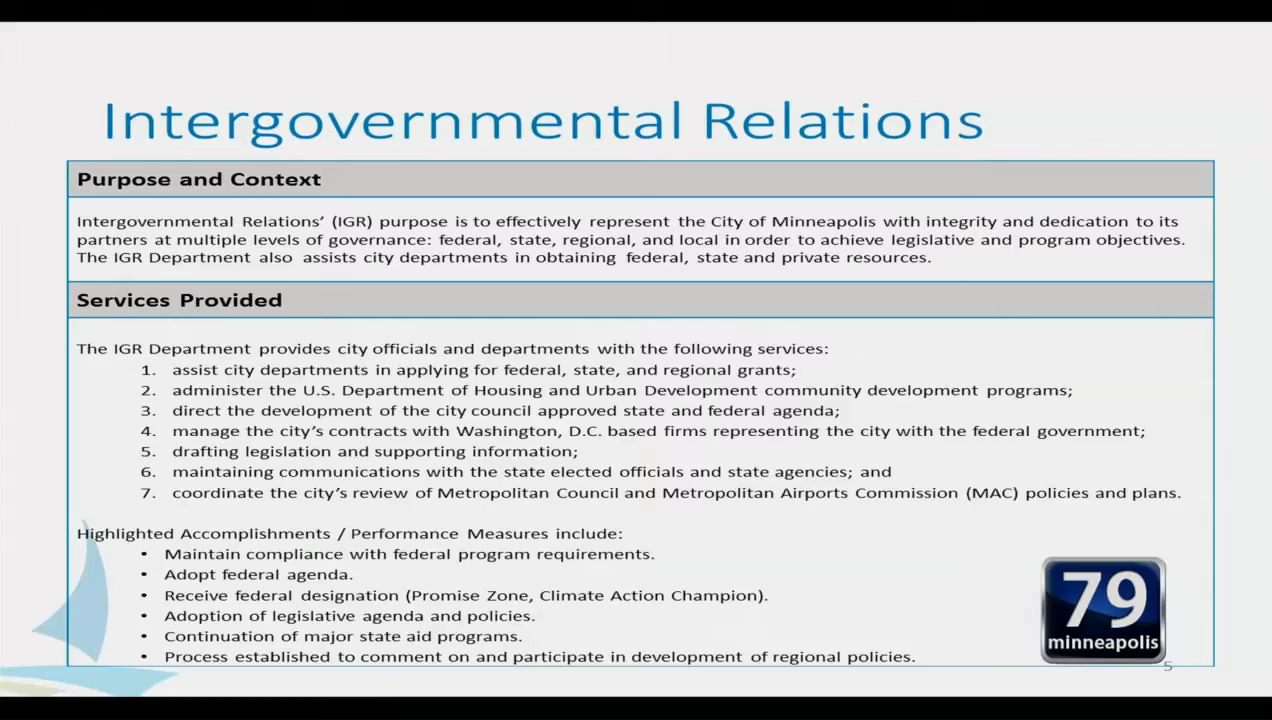 Intergovernmental Relations
Purpose and Context
Intergovernmental Relations’ (IGR) purpose is to effectively represent the City of Minneapolis with integrity and dedication to its
partners at multiple levels of governance: federal, state, regional, and local in order to achieve legislative and program objectives.
The IGR Department also assists city departments in obtaining federal, state and private resources.
Services Provided
The IGR Department provides city officials and departments with the following services:
1. assist city departments in applying for federal, state, and regional grants;
2. administer the U.S. Department of Housing and Urban Development community development programs;
3. direct the development of the city council approved state and federal agenda;
4. manage the city’s contracts with Washington, D.C. based firms representing the city with the federal government;
5. drafting legislation and supporting information;
6. maintaining communications with the state elected officials and state agencies; and
7. coordinate the city’s review of Metropolitan Council and Metropolitan Airports Commission (MAC) policies and plans.
Highlighted Accomplishments / Performance Measures include:
• Maintain compliance with federal program requirements.
• Adopt federal agenda.
• Receive federal designation (Promise Zone, Climate Action Champion).
• Adoption of legislative agenda and policies.
• Continuation of major state aid programs.
• Process established to comment on and participate in development of regional policies.
79
minneapolis
5